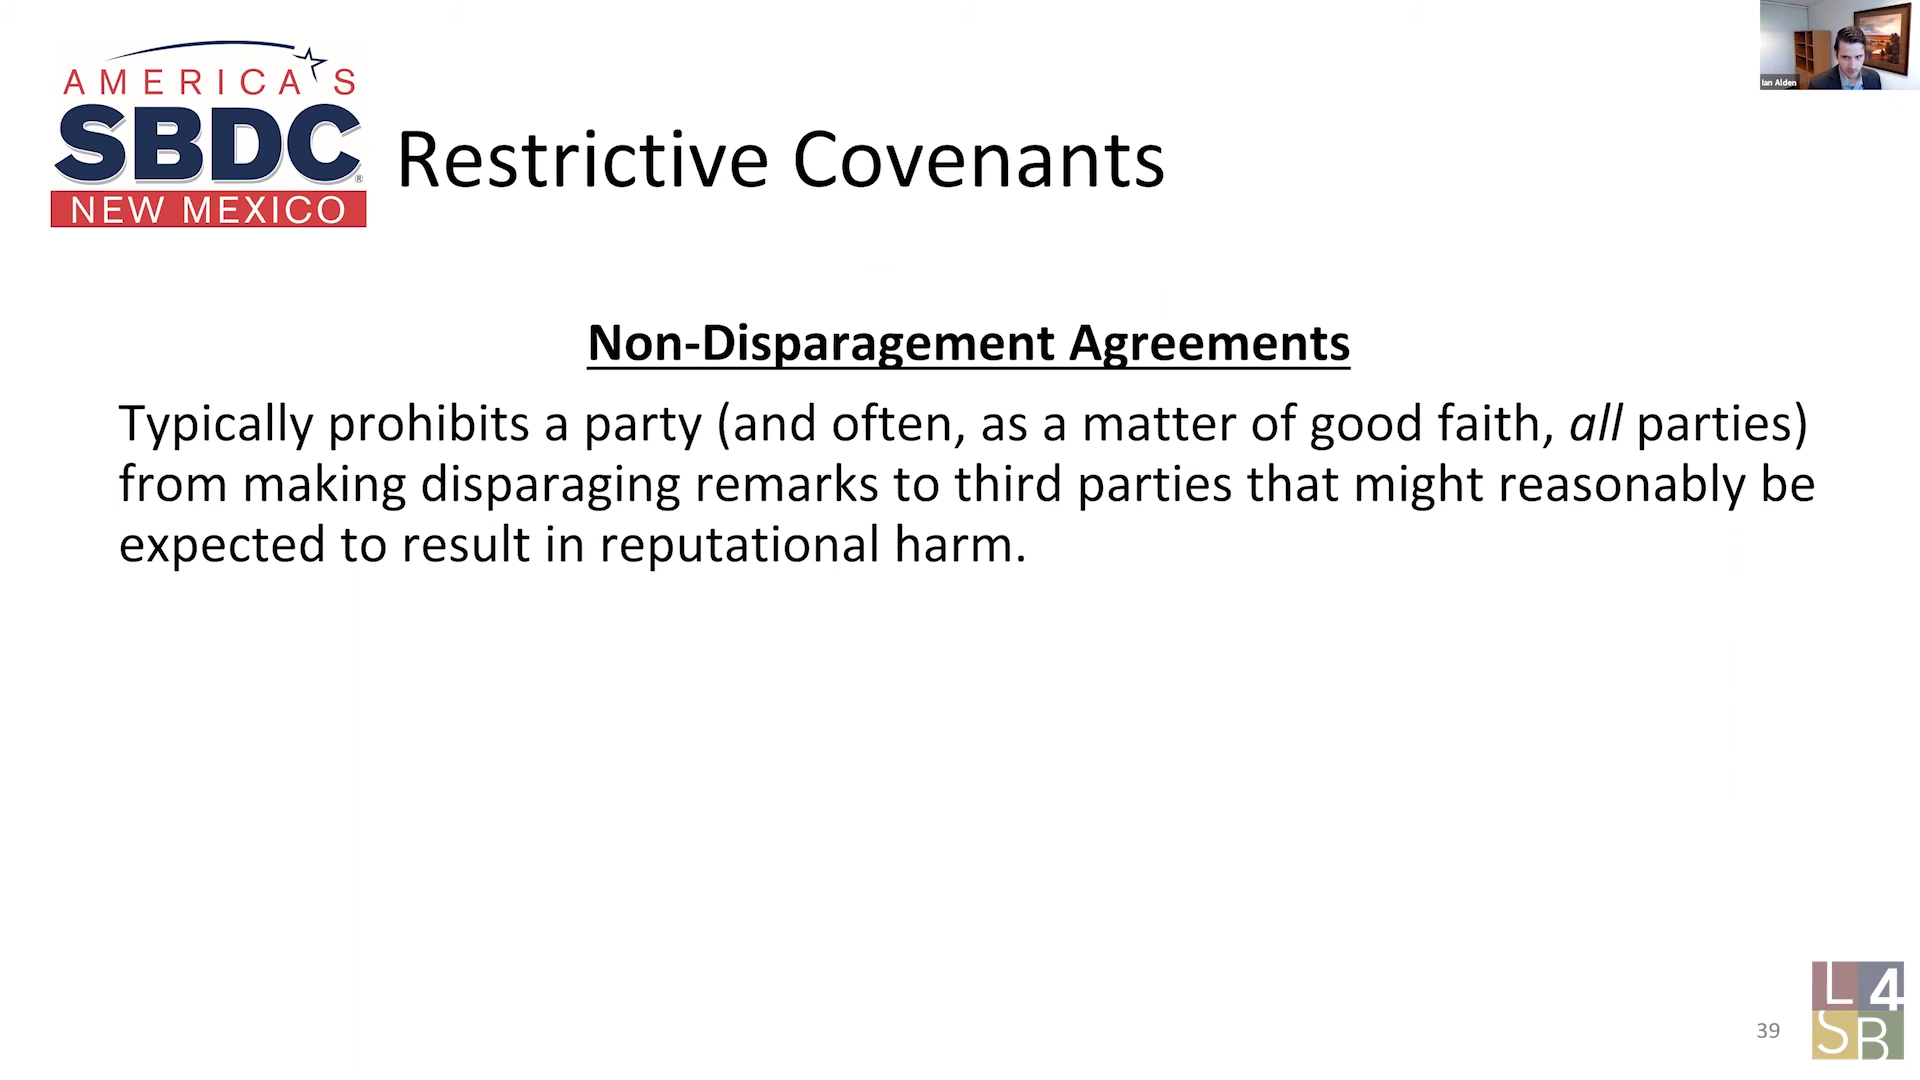 AMERICA'S
SBDC®
NEW MEXICO
Restrictive Covenants
Ian Alden
Non-Disparagement Agreements
Typically prohibits a party (and often, as a matter of good faith, all parties)
from making disparaging remarks to third parties that might reasonably be
expected to result in reputational harm.
39
L4
SB